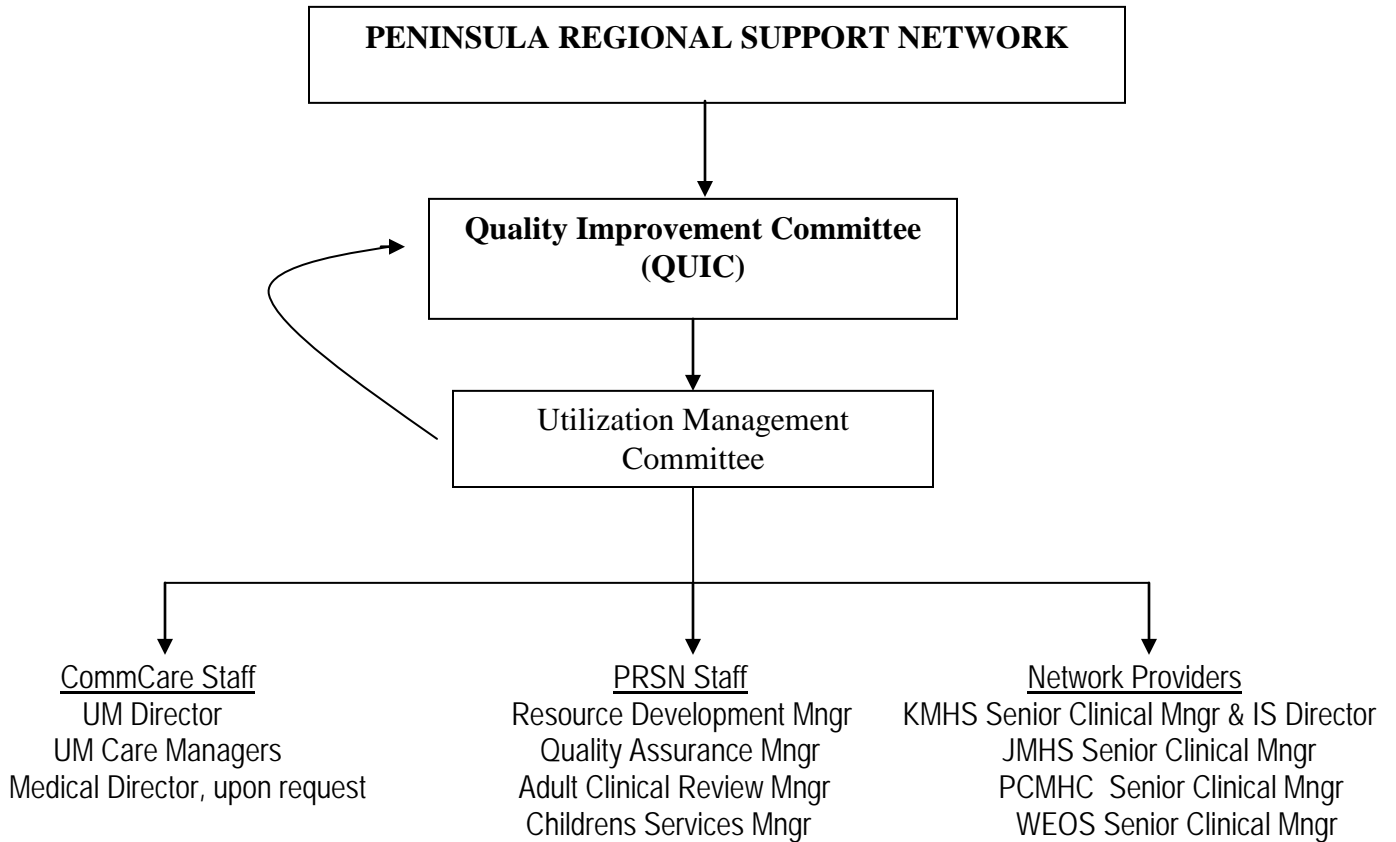 PENINSULA REGIONAL SUPPORT NETWORK
Quality Improvement Committee
(QUIC)
Utilization Management
Committee
CommCare Staff
UM Director
UM Care Managers
Medical Director, upon request
PRSN Staff
Resource Development Mngr
Quality Assurance Mngr
Adult Clinical Review Mngr
Childrens Services Mngr
Network Providers
KMHS Senior Clinical Mngr & IS Director
JMHS Senior Clinical Mngr
PCMHC Senior Clinical Mngr
WEOS Senior Clinical Mngr